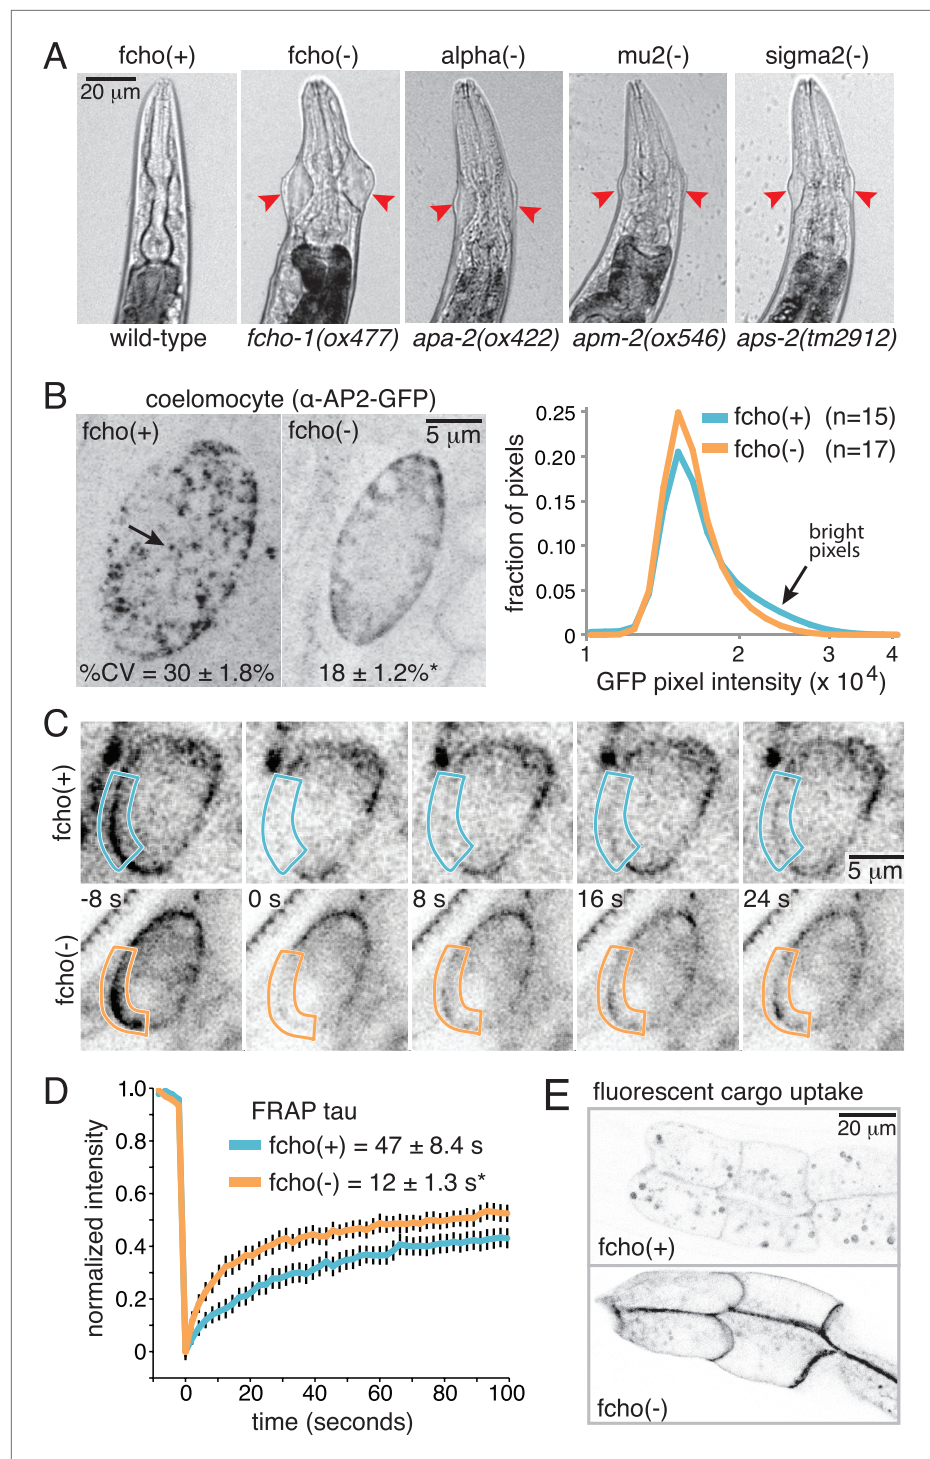 A
fcho(+) fcho(-) alpha(-) mu2(-) sigma2(-)
20 μm
wild-type fcho-1(ox477) apa-2(ox422) apm-2(ox546) aps-2(tm2912)
B
coelomocyte (α-AP2-GFP)
fcho(+) fcho(-)
5 μm
%CV = 30 ± 1.8% 18 ± 1.2%*
fraction of pixels
0.25
0.20
0.15
0.10
0.05
0
fcho(+) (n=15)
fcho(-) (n=17)
bright
pixels
1 2 3 4
GFP pixel intensity (x 10⁴)
C
fcho(+)
5 μm
fcho(-)
-8 s 0 s 8 s 16 s 24 s
D
normalized intensity
1.0
0.8
0.6
0.4
0.2
0
FRAP tau
fcho(+) = 47 ± 8.4 s
fcho(-) = 12 ± 1.3 s*
0 20 40 60 80 100
time (seconds)
E
fluorescent cargo uptake
20 μm
fcho(+)
fcho(-)